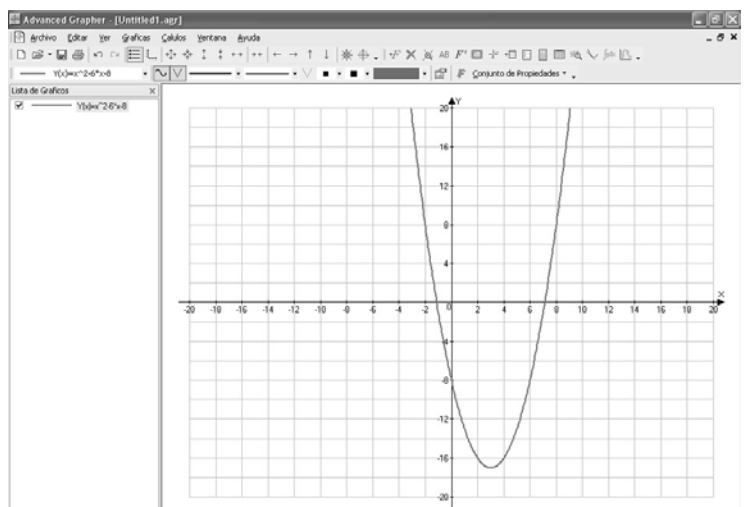 Advanced Grapher - [Untitled1.agr]
Archivo Editar Ver Graficas Calulos Ventana Ayuda
Y(x)=x^2-6*x-8 Conjunto de Propiedades
Lista de Graficos X
Y(x)=x^2-6*x-8
Y
20
16
12
8
4
X
-20 -18 -16 -14 -12 -10 -8 -6 -4 -2 0 2 4 6 8 10 12 14 16 18 20
-4
-8
-12
-16
-20